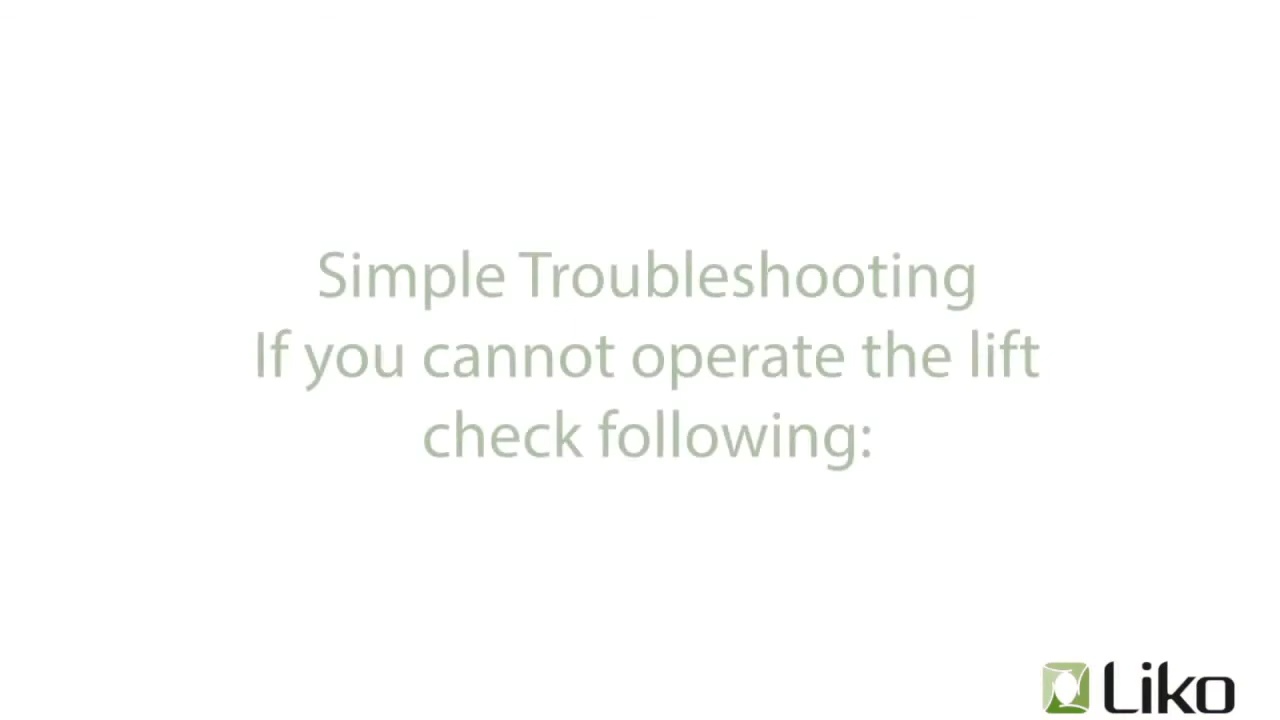 Simple Troubleshooting
If you cannot operate the lift
check following:
Liko